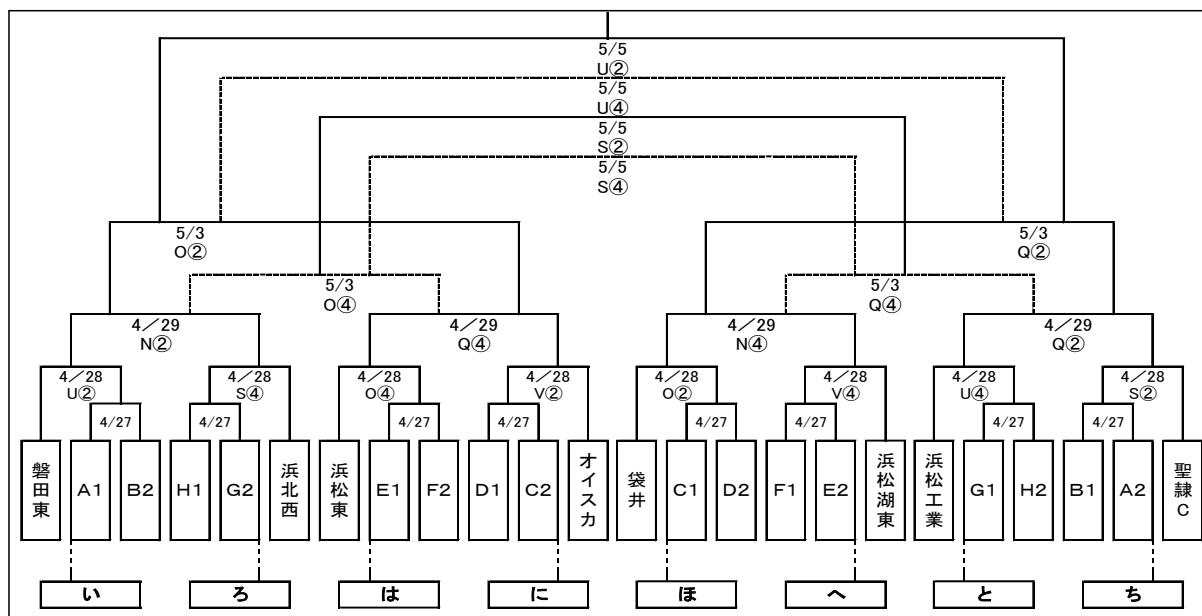 5/5
U②
5/5
U④
5/5
S②
5/5
S④
5/3
O②
5/3
Q②
5/3
O④
5/3
Q④
4/29
N②
4/29
Q④
4/29
N④
4/29
Q②
4/28
U②
4/28
S④
4/28
O④
4/28
V②
4/28
O②
4/28
V④
4/28
U④
4/28
S②
4/27
4/27
4/27
4/27
4/27
4/27
4/27
4/27
磐田東
A1
B2
H1
G2
浜北西
浜松東
E1
F2
D1
C2
オイスカ
袋井
C1
D2
F1
E2
浜松湖東
浜松工業
G1
H2
B1
A2
聖隷C
い
ろ
は
に
ほ
へ
と
ち